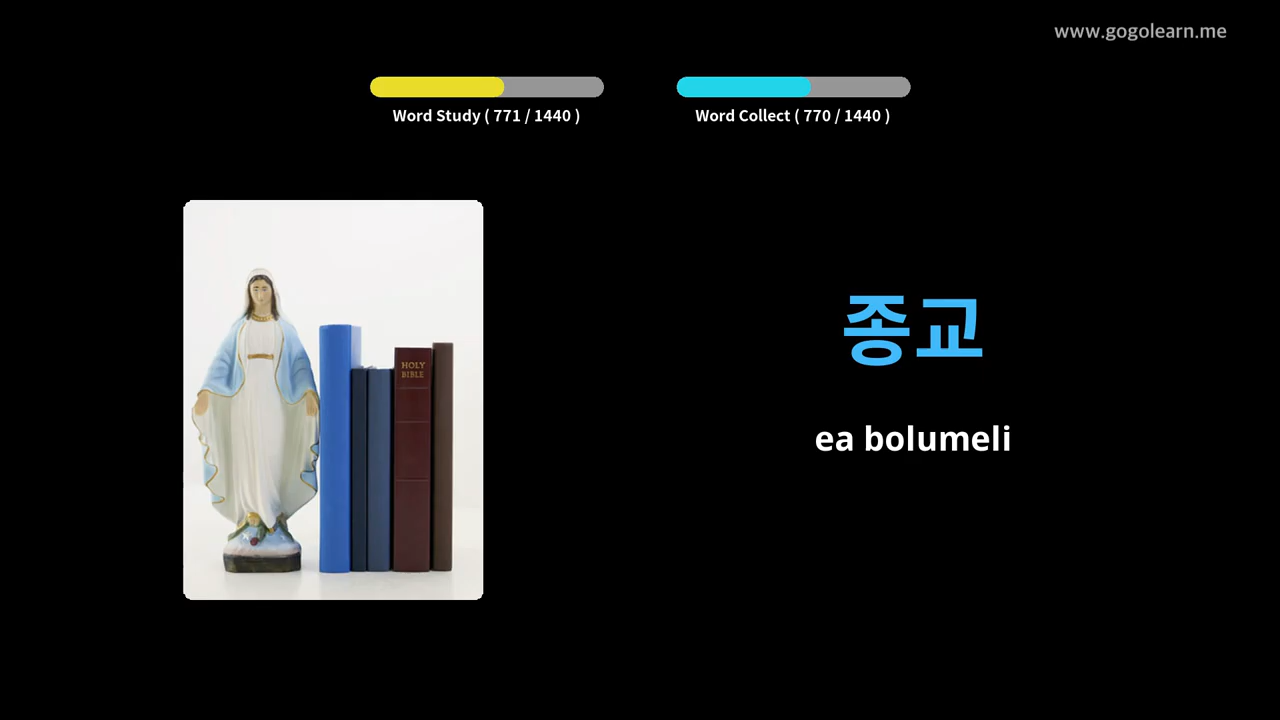 www.gogolearn.me
Word Study ( 771 / 1440 )
Word Collect ( 770 / 1440 )
HOLY
BIBLE
종교
ea bolumeli